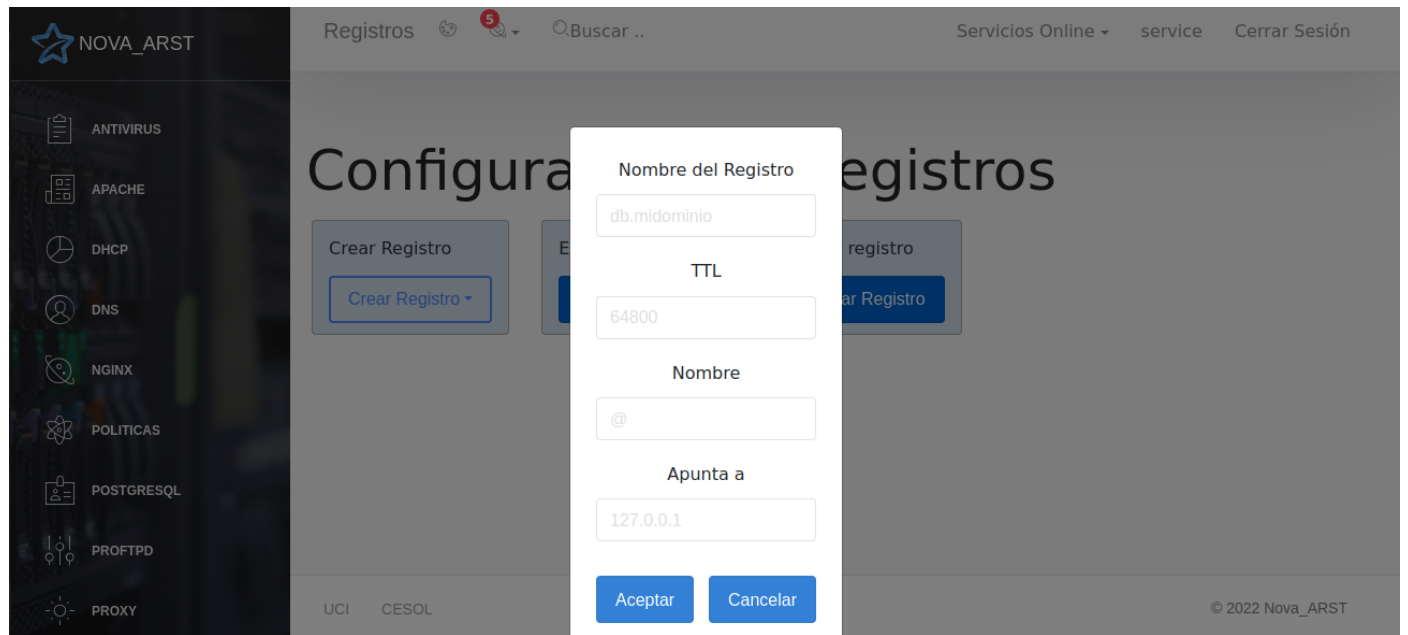 NOVA_ARST
Registros 5 Buscar .. Servicios Online service Cerrar Sesión
ANTIVIRUS
APACHE
DHCP
DNS
NGINX
POLITICAS
POSTGRESQL
PROFTPD
PROXY
Configura egistros
Crear Registro
Crear Registro
E
r registro
ar Registro
Nombre del Registro
db.midominio
TTL
64800
Nombre
@
Apunta a
127.0.0.1
Aceptar Cancelar
UCI CESOL © 2022 Nova_ARST